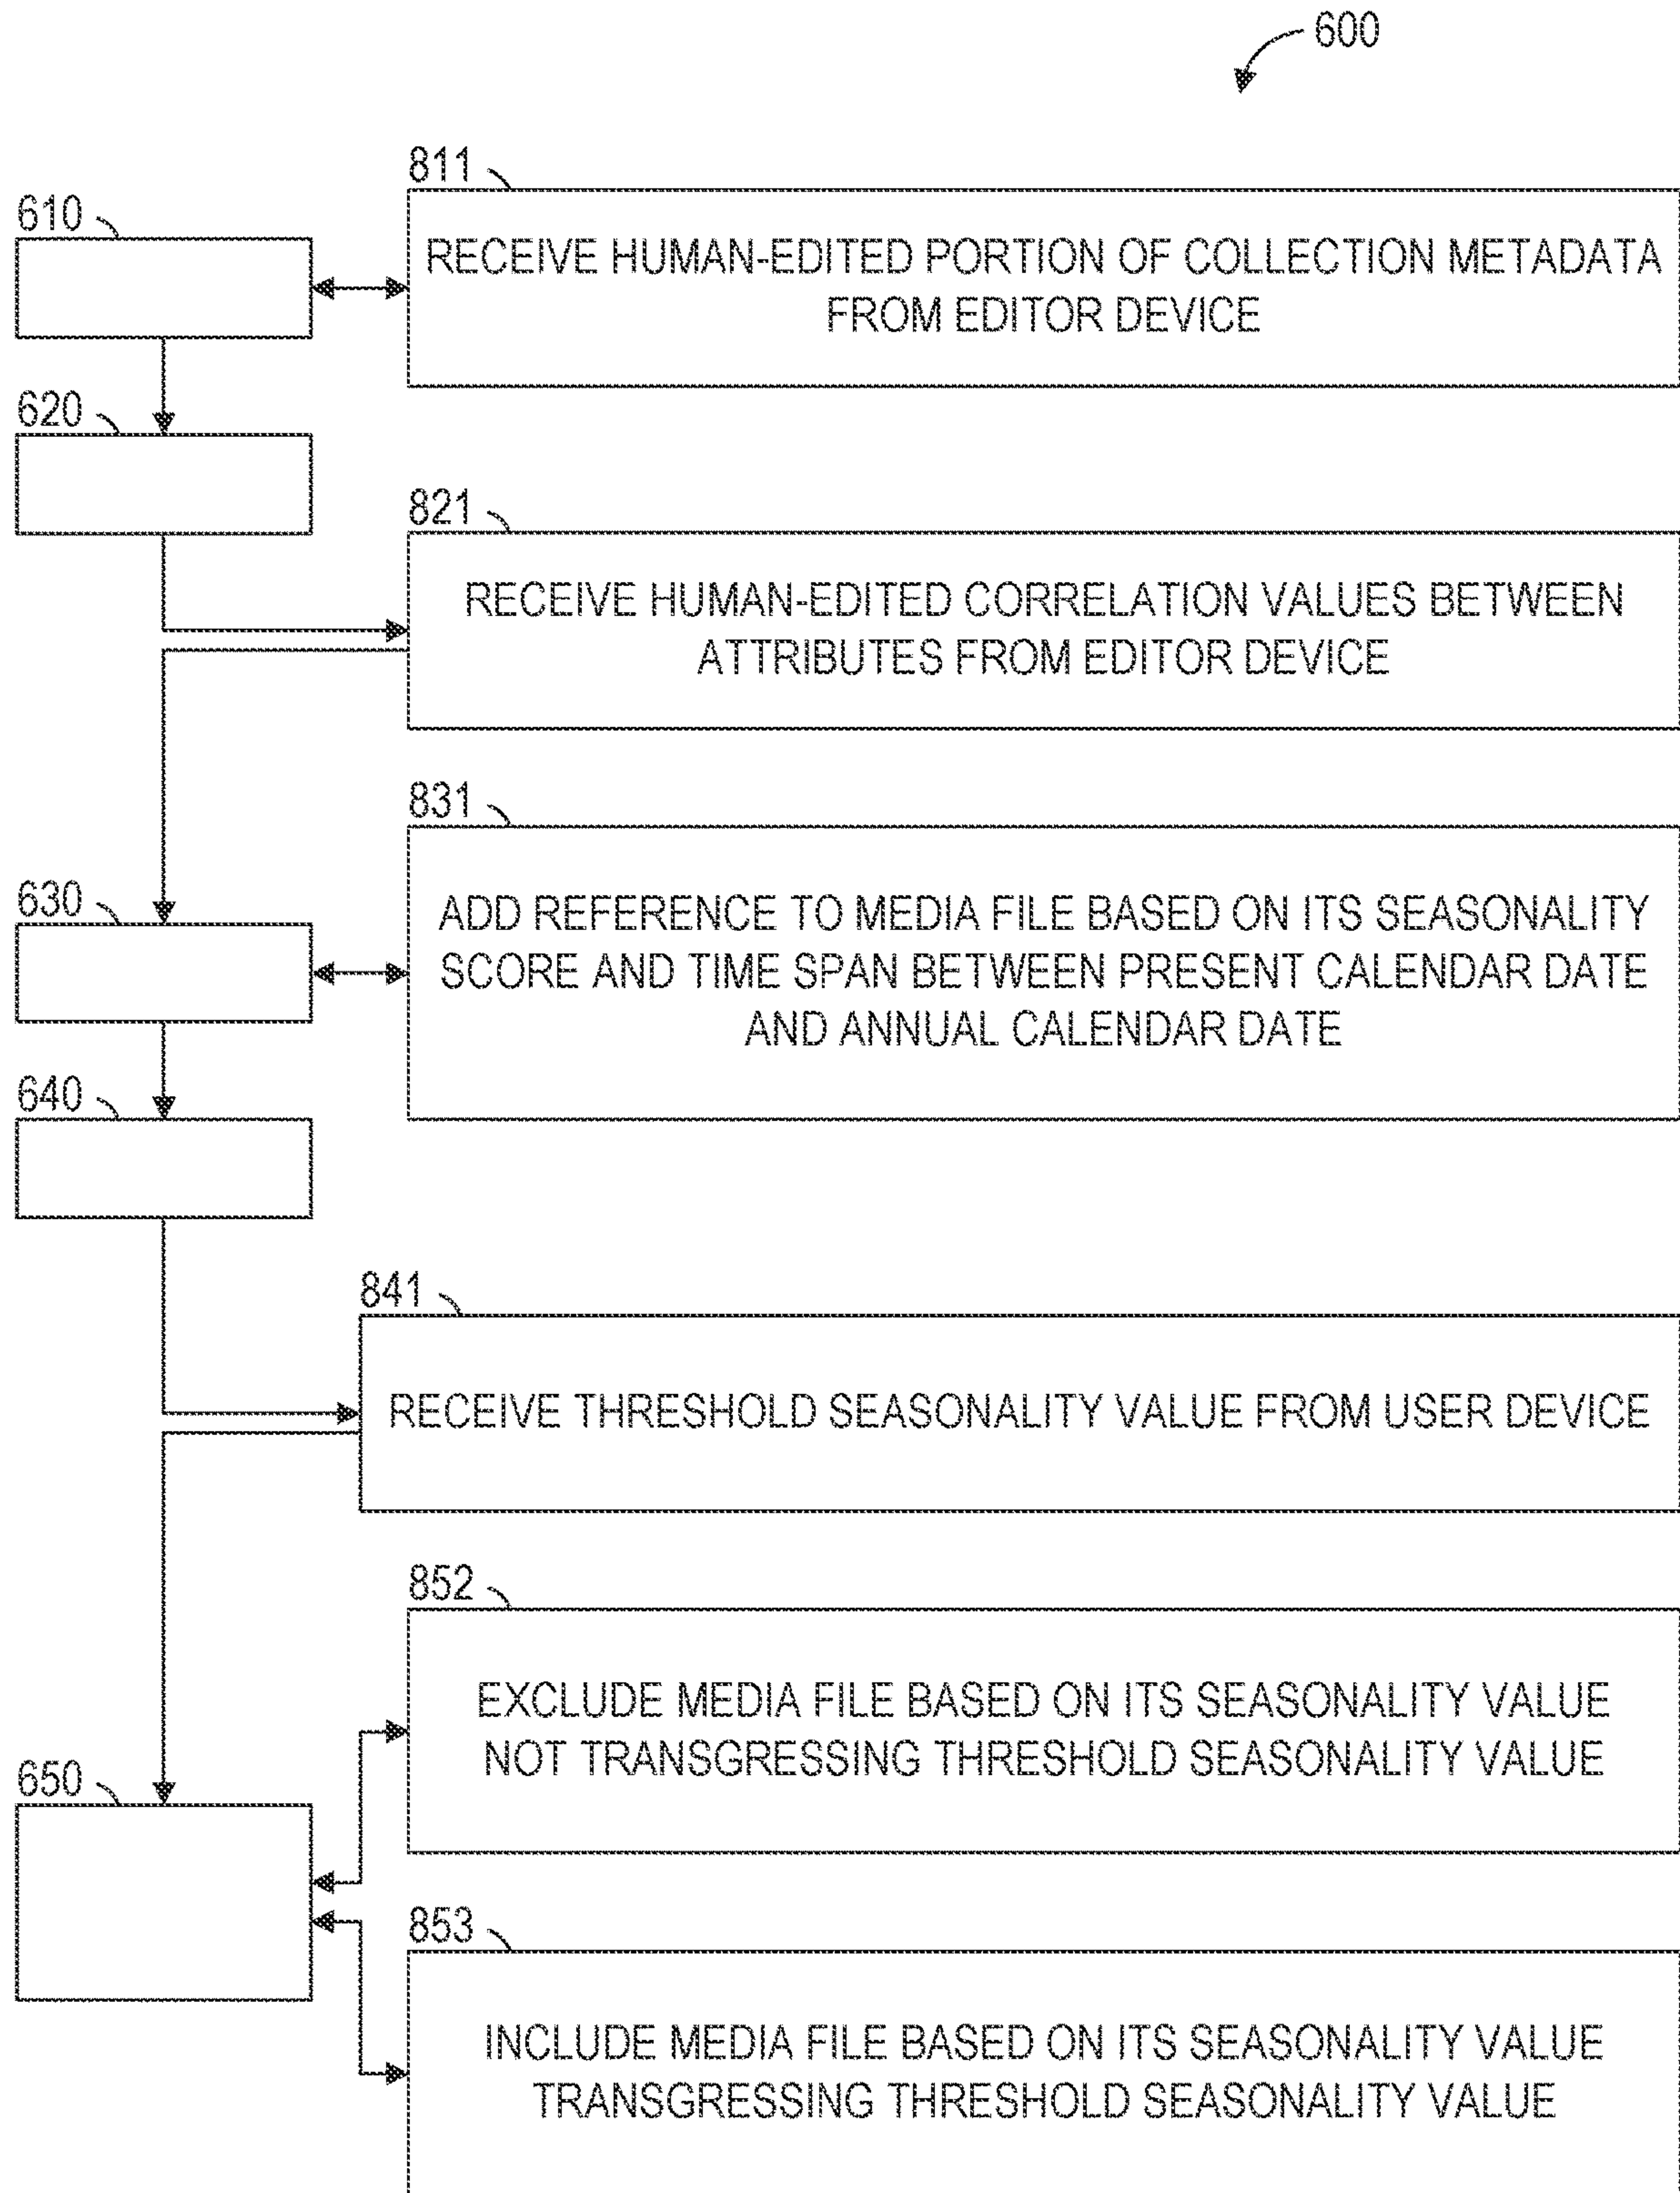 600
811
610
RECEIVE HUMAN-EDITED PORTION OF COLLECTION METADATA
FROM EDITOR DEVICE
620
821
RECEIVE HUMAN-EDITED CORRELATION VALUES BETWEEN
ATTRIBUTES FROM EDITOR DEVICE
831
630
ADD REFERENCE TO MEDIA FILE BASED ON ITS SEASONALITY
SCORE AND TIME SPAN BETWEEN PRESENT CALENDAR DATE
AND ANNUAL CALENDAR DATE
640
841
RECEIVE THRESHOLD SEASONALITY VALUE FROM USER DEVICE
852
EXCLUDE MEDIA FILE BASED ON ITS SEASONALITY VALUE
NOT TRANSGRESSING THRESHOLD SEASONALITY VALUE
650
853
INCLUDE MEDIA FILE BASED ON ITS SEASONALITY VALUE
TRANSGRESSING THRESHOLD SEASONALITY VALUE